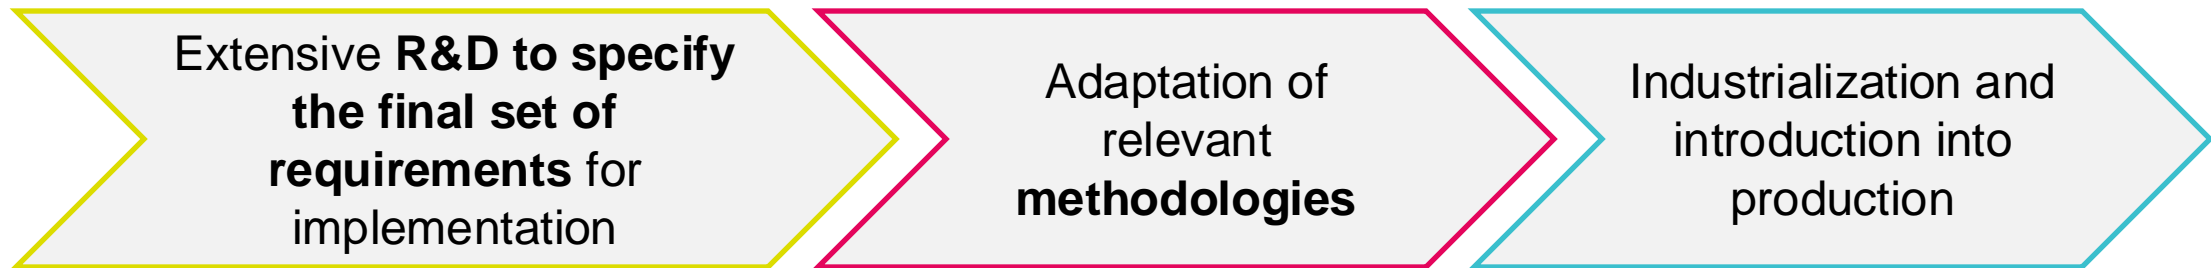 Extensive R&D to specify
the final set of
requirements for
implementation
Adaptation of
relevant
methodologies
Industrialization and
introduction into
production